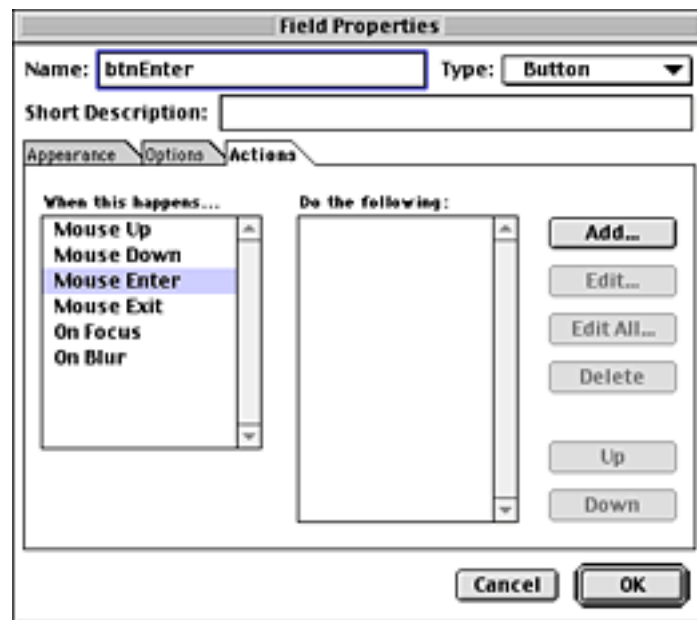 Field Properties
Name: btnEnter Type: Button
Short Description:
Appearance Options Actions
When this happens... Do the following:
Mouse Up
Mouse Down
Mouse Enter
Mouse Exit
On Focus
On Blur
Add...
Edit...
Edit All...
Delete
Up
Down
Cancel OK